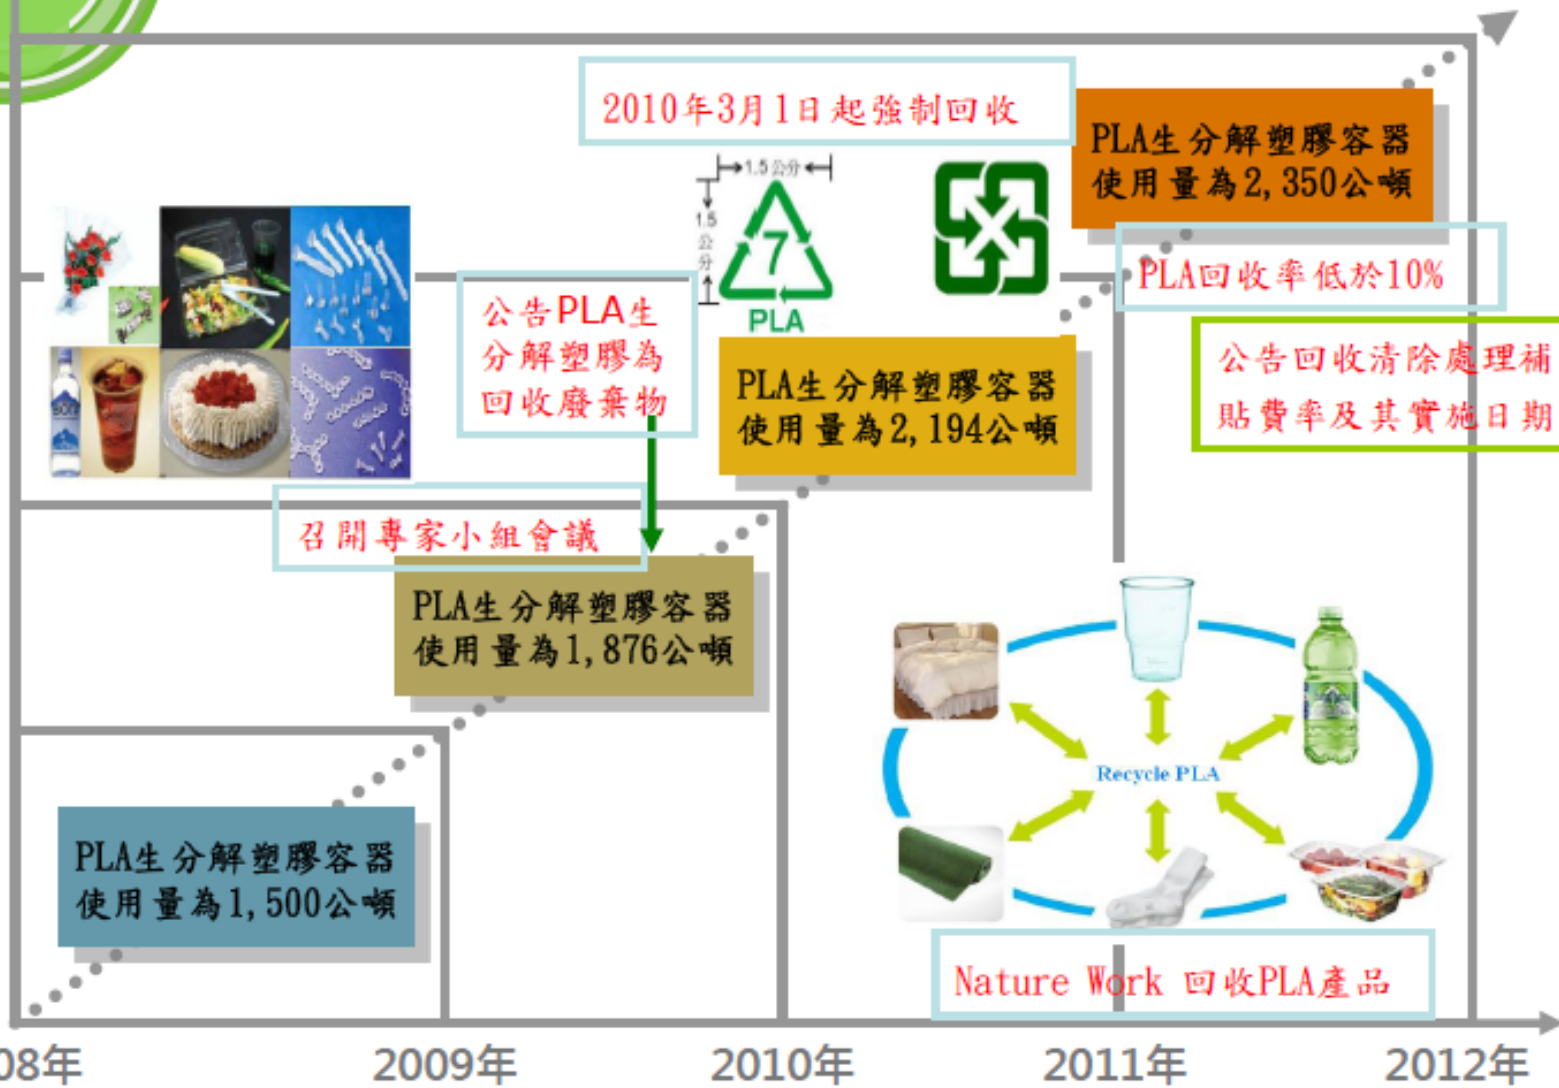 2010年3月1日起強制回收
PLA生分解塑膠容器
使用量為2,350公噸
1.5公分
1.5公分
7
PLA
PLA回收率低於10%
公告PLA生
分解塑膠為
回收廢棄物
公告回收清除處理補
貼費率及其實施日期
PLA生分解塑膠容器
使用量為2,194公噸
召開專家小組會議
PLA生分解塑膠容器
使用量為1,876公噸
Recycle PLA
PLA生分解塑膠容器
使用量為1,500公噸
Nature Work 回收PLA產品
08年
2009年
2010年
2011年
2012年